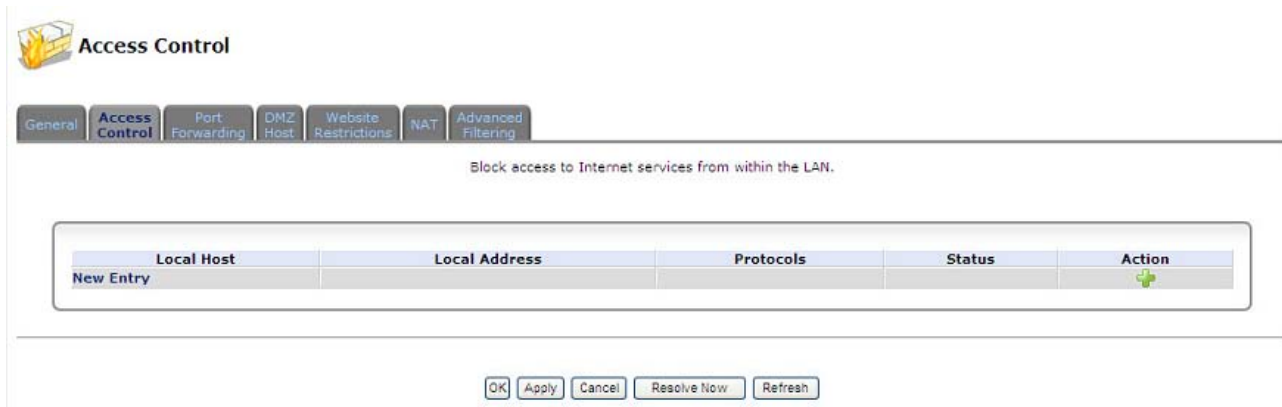 Access Control
General
Access Control
Port Forwarding
DMZ Host
Website Restrictions
NAT
Advanced Filtering
Block access to Internet services from within the LAN.
Local Host Local Address Protocols Status Action
New Entry
OK Apply Cancel Resolve Now Refresh